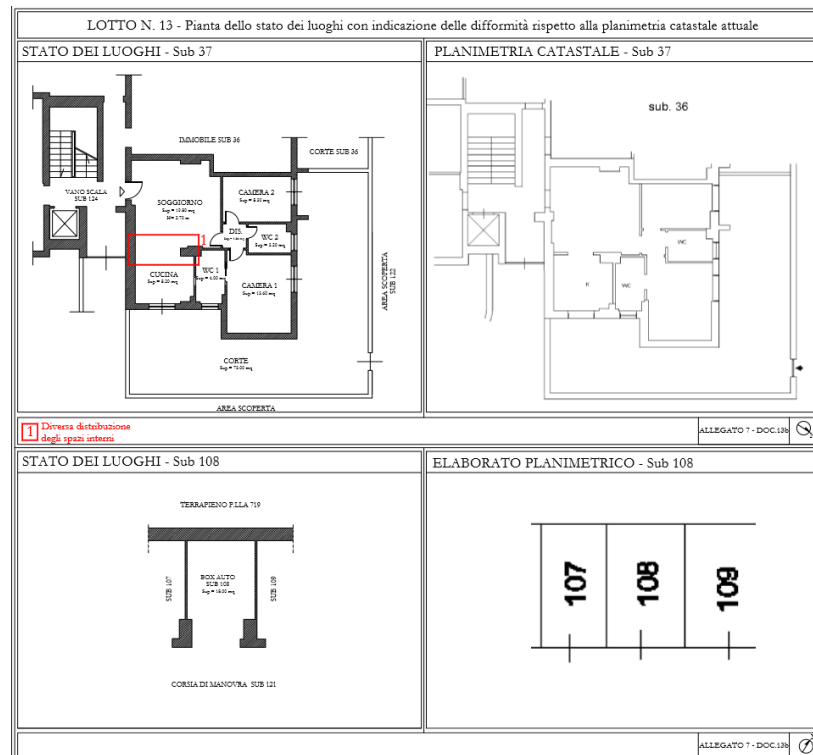 LOTTO N. 13 - Pianta dello stato dei luoghi con indicazione delle difformità rispetto alla planimetria catastale attuale
STATO DEI LUOGHI - Sub 37
IMMOBILE SUB 36
CORTE SUB 36
VANO SCALA
SUB 124
SOGGIORNO
H= 2.70 m
CAMERA 2
DIS.
WC 2
1
CUCINA
WC 1
CAMERA 1
CORTE
AREA SCOPERTA
SUB 122
AREA SCOPERTA
PLANIMETRIA CATASTALE - Sub 37
sub. 36
WC
K
WC
1 Diversa distribuzione
degli spazi interni
ALLEGATO 7 - DOC.13b
STATO DEI LUOGHI - Sub 108
TERRAPIENO P.LLA 719
SUB 107
BOX AUTO
SUB 108
SUB 109
CORSIA DI MANOVRA SUB 121
ELABORATO PLANIMETRICO - Sub 108
107
108
109
ALLEGATO 7 - DOC.13b